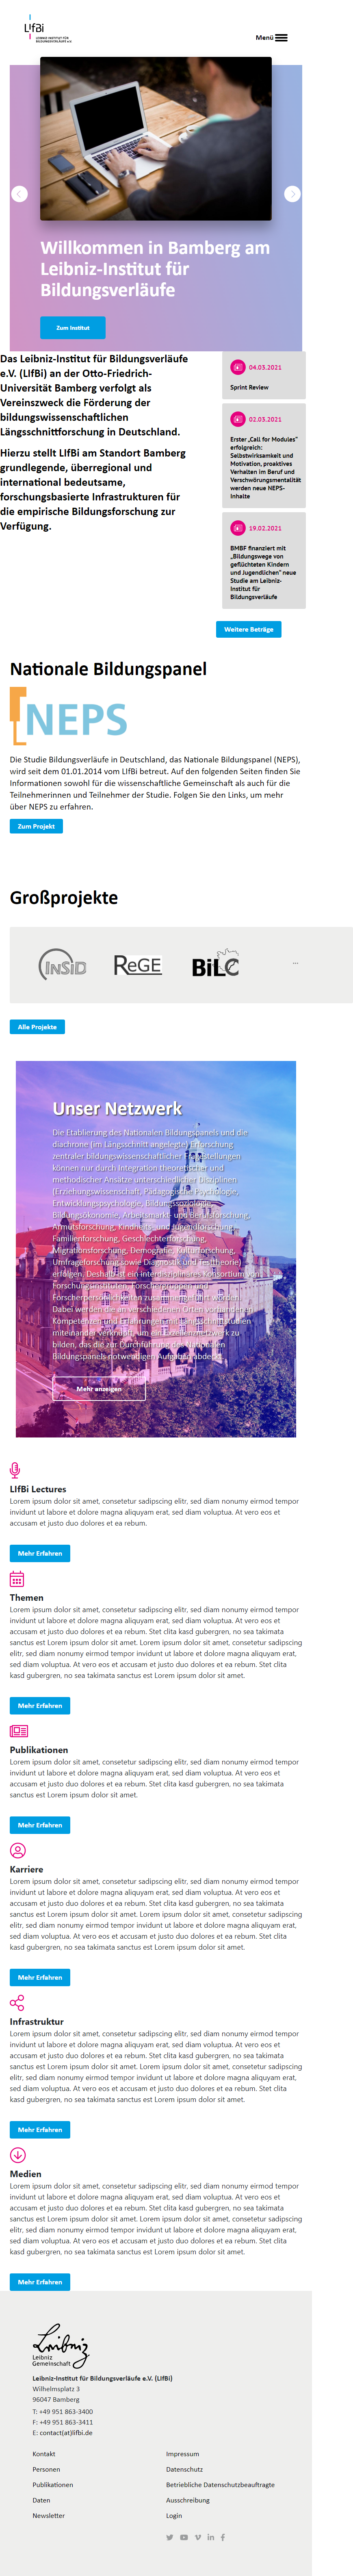 LIfBi
LEIBNIZ-INSTITUT FÜR
BILDUNGSVERLÄUFE e.V.
Menü
Willkommen in Bamberg am
Leibniz-Institut für
Bildungsverläufe
Zum Institut
Das Leibniz-Institut für Bildungsverläufe
e.V. (LIfBi) an der Otto-Friedrich-
Universität Bamberg verfolgt als
Vereinszweck die Förderung der
bildungswissenschaftlichen
Längsschnittforschung in Deutschland.
Hierzu stellt LIfBi am Standort Bamberg
grundlegende, überregional und
international bedeutsame,
forschungsbasierte Infrastrukturen für
die empirische Bildungsforschung zur
Verfügung.
04.03.2021
Sprint Review
02.03.2021
Erster „Call for Modules"
erfolgreich:
Selbstwirksamkeit und
Motivation, proaktives
Verhalten im Beruf und
Verschwörungsmentalität
werden neue NEPS-
Inhalte
19.02.2021
BMBF finanziert mit
„Bildungswege von
geflüchteten Kindern
und Jugendlichen" neue
Studie am Leibniz-
Institut für
Bildungsverläufe
Weitere Beträge
Nationale Bildungspanel
NEPS
Die Studie Bildungsverläufe in Deutschland, das Nationale Bildungspanel (NEPS),
wird seit dem 01.01.2014 vom LIfBi betreut. Auf den folgenden Seiten finden Sie
Informationen sowohl für die wissenschaftliche Gemeinschaft als auch für die
Teilnehmerinnen und Teilnehmer der Studie. Folgen Sie den Links, um mehr
über NEPS zu erfahren.
Zum Projekt
Großprojekte
INSIDE
ReGE
BiLO
...
Alle Projekte
Unser Netzwerk
Die Etablierung des Nationalen Bildungspanels und die
diachrone (im Längsschnitt angelegte) Erforschung
zentraler bildungswissenschaftlicher Fragestellungen
können nur durch Integration theoretischer und
methodischer Ansätze unterschiedlicher Disziplinen
(Erziehungswissenschaft, Pädagogische Psychologie,
Entwicklungspsychologie, Bildungssoziologie,
Bildungsökonomie, Arbeitsmarkt- und Berufsforschung,
Armutsforschung, Kindheits- und Jugendforschung,
Familienforschung, Geschlechterforschung,
Migrationsforschung, Demografie, Kulturforschung,
Umfrageforschung sowie Diagnostik und Testtheorie)
erfolgen. Deshalb ist ein interdisziplinäres Konsortium von
Forschungsinstituten, Forschergruppen und
Forscherpersönlichkeiten zusammengeführt worden.
Dabei werden die an verschiedenen Orten vorhandenen
Kompetenzen und Erfahrungen mit Längsschnittstudien
miteinander verknüpft, um ein Exzellenznetzwerk zu
bilden, das die zur Durchführung des Nationalen
Bildungspanels notwendigen Aufgaben abdeckt.
Mehr anzeigen
LIfBi Lectures
Lorem ipsum dolor sit amet, consetetur sadipscing elitr, sed diam nonumy eirmod tempor
invidunt ut labore et dolore magna aliquyam erat, sed diam voluptua. At vero eos et
accusam et justo duo dolores et ea rebum.
Mehr Erfahren
Themen
Lorem ipsum dolor sit amet, consetetur sadipscing elitr, sed diam nonumy eirmod tempor
invidunt ut labore et dolore magna aliquyam erat, sed diam voluptua. At vero eos et
accusam et justo duo dolores et ea rebum. Stet clita kasd gubergren, no sea takimata
sanctus est Lorem ipsum dolor sit amet. Lorem ipsum dolor sit amet, consetetur sadipscing
elitr, sed diam nonumy eirmod tempor invidunt ut labore et dolore magna aliquyam erat,
sed diam voluptua. At vero eos et accusam et justo duo dolores et ea rebum. Stet clita
kasd gubergren, no sea takimata sanctus est Lorem ipsum dolor sit amet.
Mehr Erfahren
Publikationen
Lorem ipsum dolor sit amet, consetetur sadipscing elitr, sed diam nonumy eirmod tempor
invidunt ut labore et dolore magna aliquyam erat, sed diam voluptua. At vero eos et
accusam et justo duo dolores et ea rebum. Stet clita kasd gubergren, no sea takimata
sanctus est Lorem ipsum dolor sit amet.
Mehr Erfahren
Karriere
Lorem ipsum dolor sit amet, consetetur sadipscing elitr, sed diam nonumy eirmod tempor
invidunt ut labore et dolore magna aliquyam erat, sed diam voluptua. At vero eos et
accusam et justo duo dolores et ea rebum. Stet clita kasd gubergren, no sea takimata
sanctus est Lorem ipsum dolor sit amet. Lorem ipsum dolor sit amet, consetetur sadipscing
elitr, sed diam nonumy eirmod tempor invidunt ut labore et dolore magna aliquyam erat,
sed diam voluptua. At vero eos et accusam et justo duo dolores et ea rebum. Stet clita
kasd gubergren, no sea takimata sanctus est Lorem ipsum dolor sit amet.
Mehr Erfahren
Infrastruktur
Lorem ipsum dolor sit amet, consetetur sadipscing elitr, sed diam nonumy eirmod tempor
invidunt ut labore et dolore magna aliquyam erat, sed diam voluptua. At vero eos et
accusam et justo duo dolores et ea rebum. Stet clita kasd gubergren, no sea takimata
sanctus est Lorem ipsum dolor sit amet. Lorem ipsum dolor sit amet, consetetur sadipscing
elitr, sed diam nonumy eirmod tempor invidunt ut labore et dolore magna aliquyam erat,
sed diam voluptua. At vero eos et accusam et justo duo dolores et ea rebum. Stet clita
kasd gubergren, no sea takimata sanctus est Lorem ipsum dolor sit amet.
Mehr Erfahren
Medien
Lorem ipsum dolor sit amet, consetetur sadipscing elitr, sed diam nonumy eirmod tempor
invidunt ut labore et dolore magna aliquyam erat, sed diam voluptua. At vero eos et
accusam et justo duo dolores et ea rebum. Stet clita kasd gubergren, no sea takimata
sanctus est Lorem ipsum dolor sit amet. Lorem ipsum dolor sit amet, consetetur sadipscing
elitr, sed diam nonumy eirmod tempor invidunt ut labore et dolore magna aliquyam erat,
sed diam voluptua. At vero eos et accusam et justo duo dolores et ea rebum. Stet clita
kasd gubergren, no sea takimata sanctus est Lorem ipsum dolor sit amet.
Mehr Erfahren
Leibniz
Leibniz
Gemeinschaft
Leibniz-Institut für Bildungsverläufe e.V. (LIfBi)
Wilhelmsplatz 3
96047 Bamberg
T: +49 951 863-3400
F: +49 951 863-3411
E: contact(at)lifbi.de
Kontakt
Personen
Publikationen
Daten
Newsletter
Impressum
Datenschutz
Betriebliche Datenschutzbeauftragte
Ausschreibung
Login